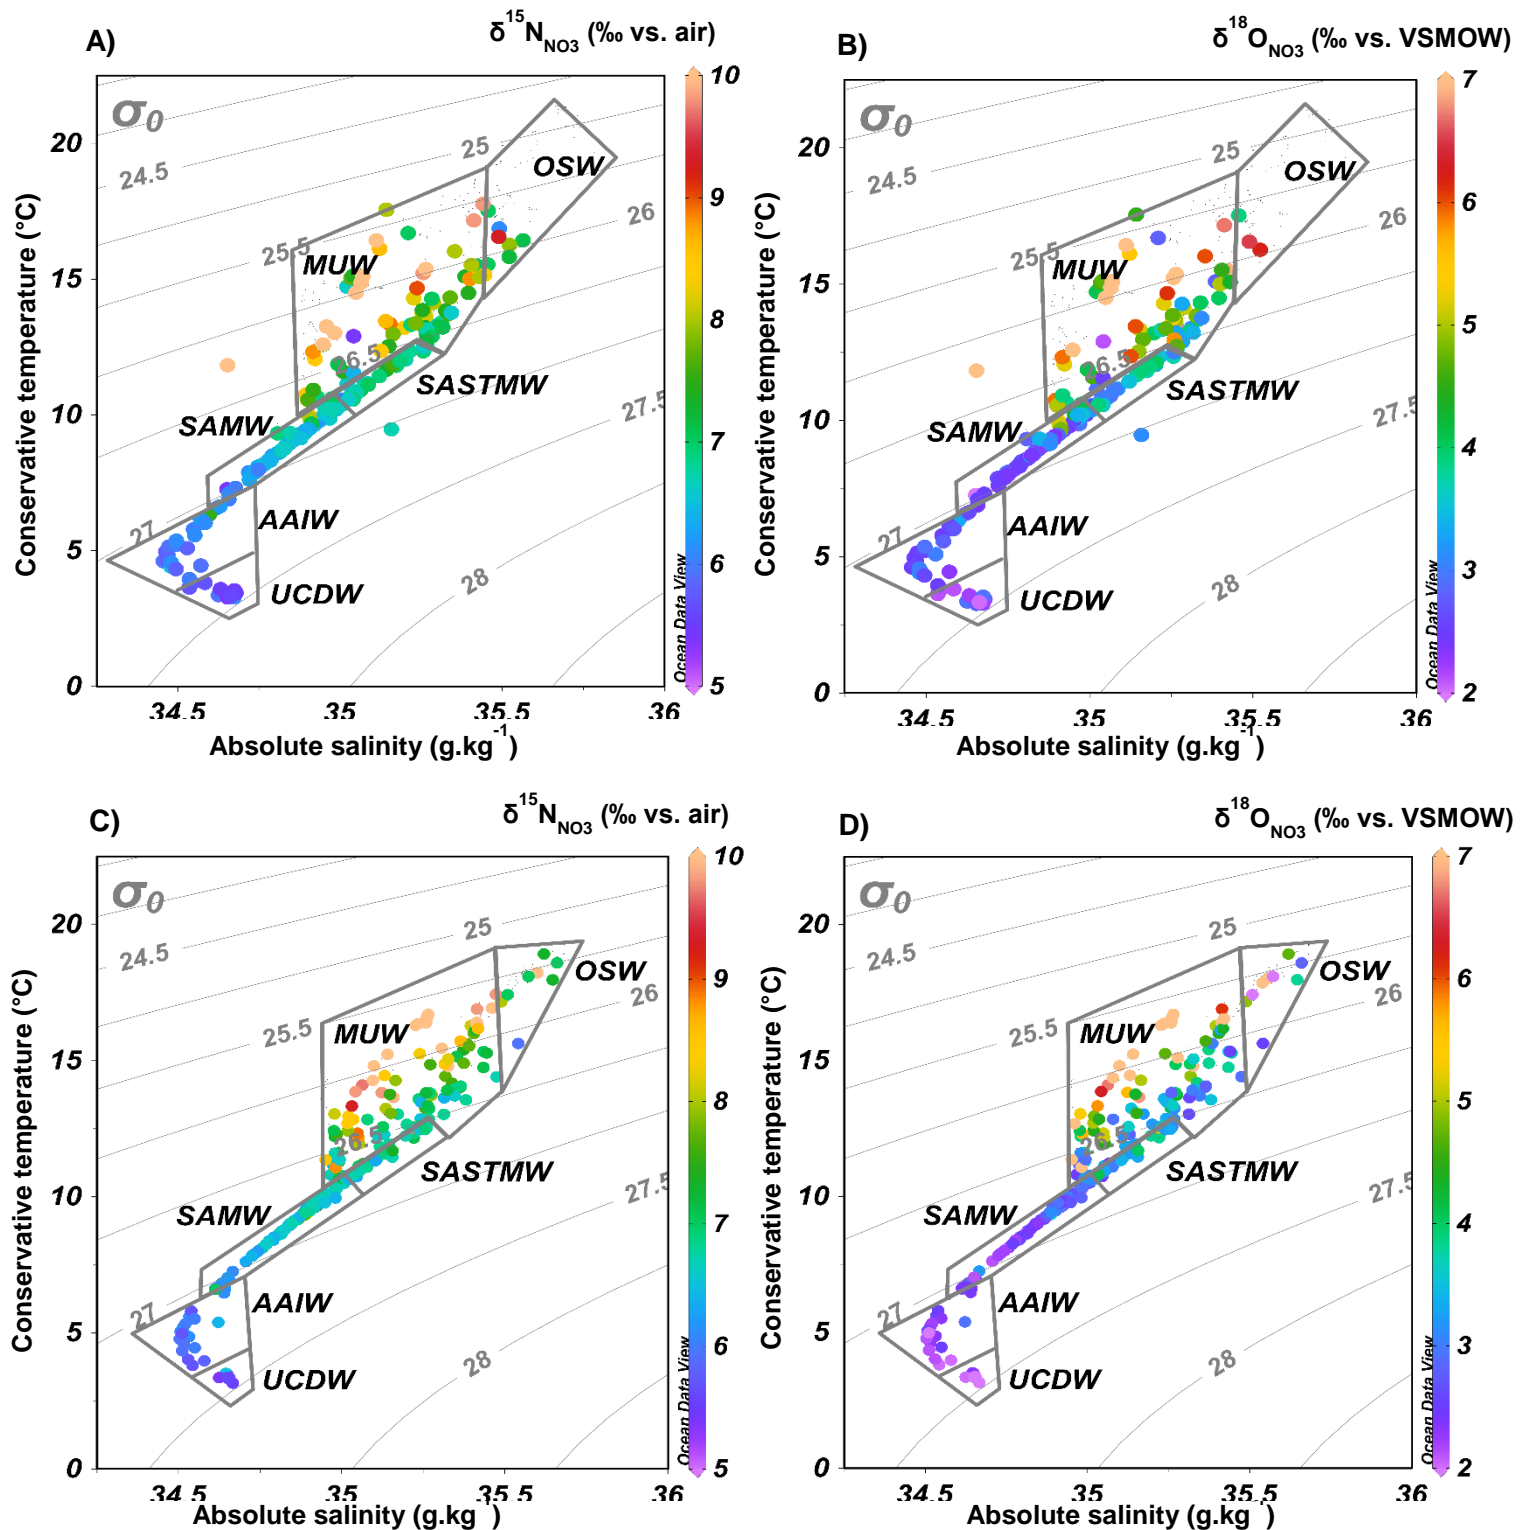 A)
δ15NNO3 (‰ vs. air)
σ0
24.5
25
25.5
26
26.5
27
27.5
28
OSW
MUW
SASTMW
SAMW
AAIW
UCDW
20
15
10
5
0
34.5
35
35.5
36
Conservative temperature (°C)
Absolute salinity (g.kg-1)
10
9
8
7
6
5
Ocean Data View
B)
δ18ONO3 (‰ vs. VSMOW)
σ0
24.5
25
25.5
26
26.5
27
27.5
28
OSW
MUW
SASTMW
SAMW
AAIW
UCDW
20
15
10
5
0
34.5
35
35.5
36
Conservative temperature (°C)
Absolute salinity (g.kg-1)
7
6
5
4
3
2
Ocean Data View
C)
δ15NNO3 (‰ vs. air)
σ0
24.5
25
25.5
26
26.5
27
27.5
28
OSW
MUW
SASTMW
SAMW
AAIW
UCDW
20
15
10
5
0
34.5
35
35.5
36
Conservative temperature (°C)
Absolute salinity (g.kg-1)
10
9
8
7
6
5
Ocean Data View
D)
δ18ONO3 (‰ vs. VSMOW)
σ0
24.5
25
25.5
26
26.5
27
27.5
28
OSW
MUW
SASTMW
SAMW
AAIW
UCDW
20
15
10
5
0
34.5
35
35.5
36
Conservative temperature (°C)
Absolute salinity (g.kg-1)
7
6
5
4
3
2
Ocean Data View